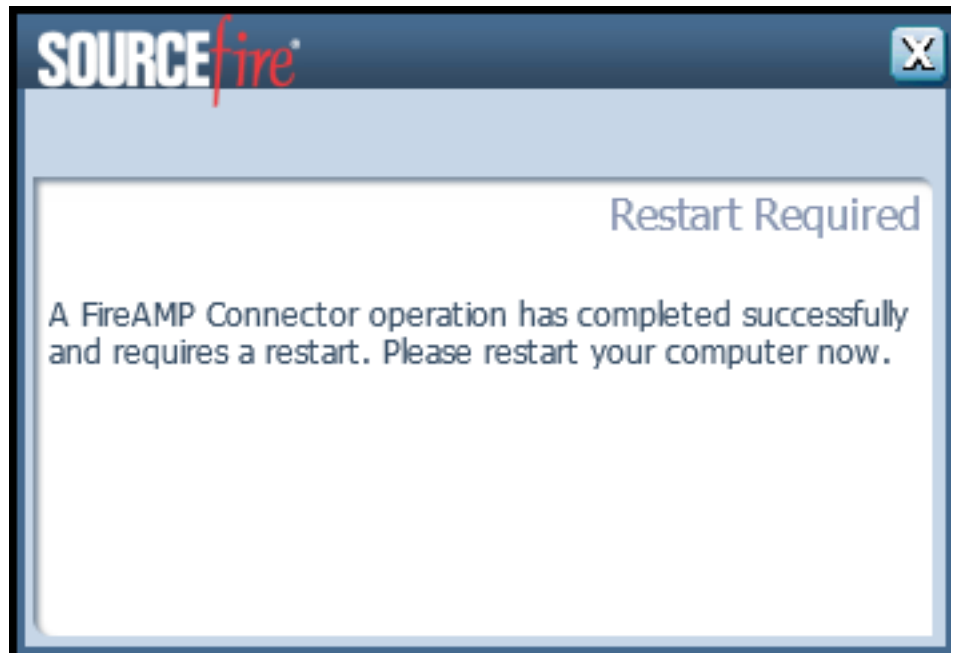 SOURCEfire®
X
Restart Required
A FireAMP Connector operation has completed successfully
and requires a restart. Please restart your computer now.